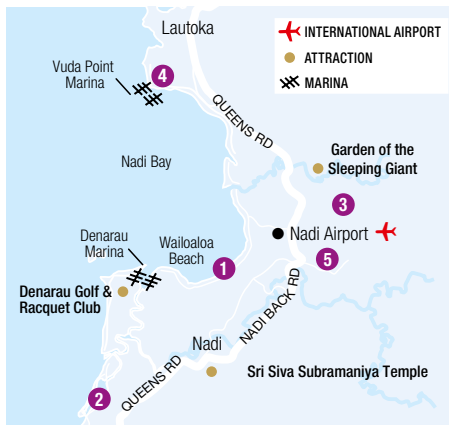 Lautoka
INTERNATIONAL AIRPORT
ATTRACTION
MARINA
Vuda Point
Marina
4
QUEENS RD
Nadi Bay
Garden of the
Sleeping Giant
3
Nadi Airport
Denarau
Marina
Wailoaloa
Beach
1
5
Denarau Golf &
Racquet Club
NADI BACK RD
Nadi
QUEENS RD
Sri Siva Subramaniya Temple
2